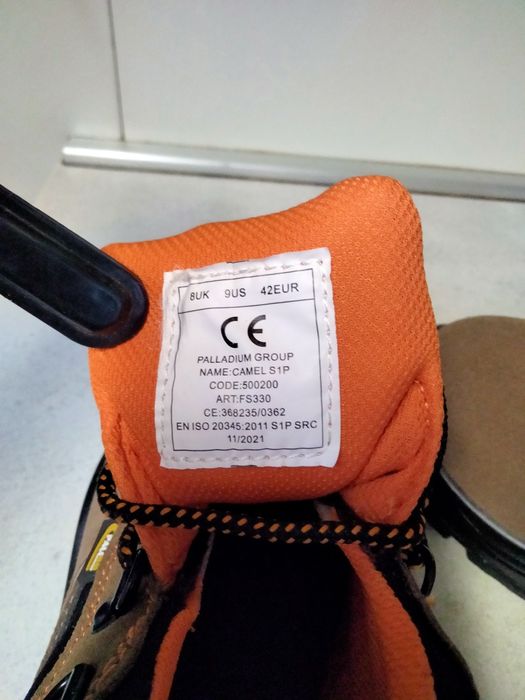 8UK 9US 42EUR
CE
PALLADIUM GROUP
NAME:CAMEL S1P
CODE:500200
ART:FS330
CE:368235/0362
EN ISO 20345:2011 S1P SRC
11/2021